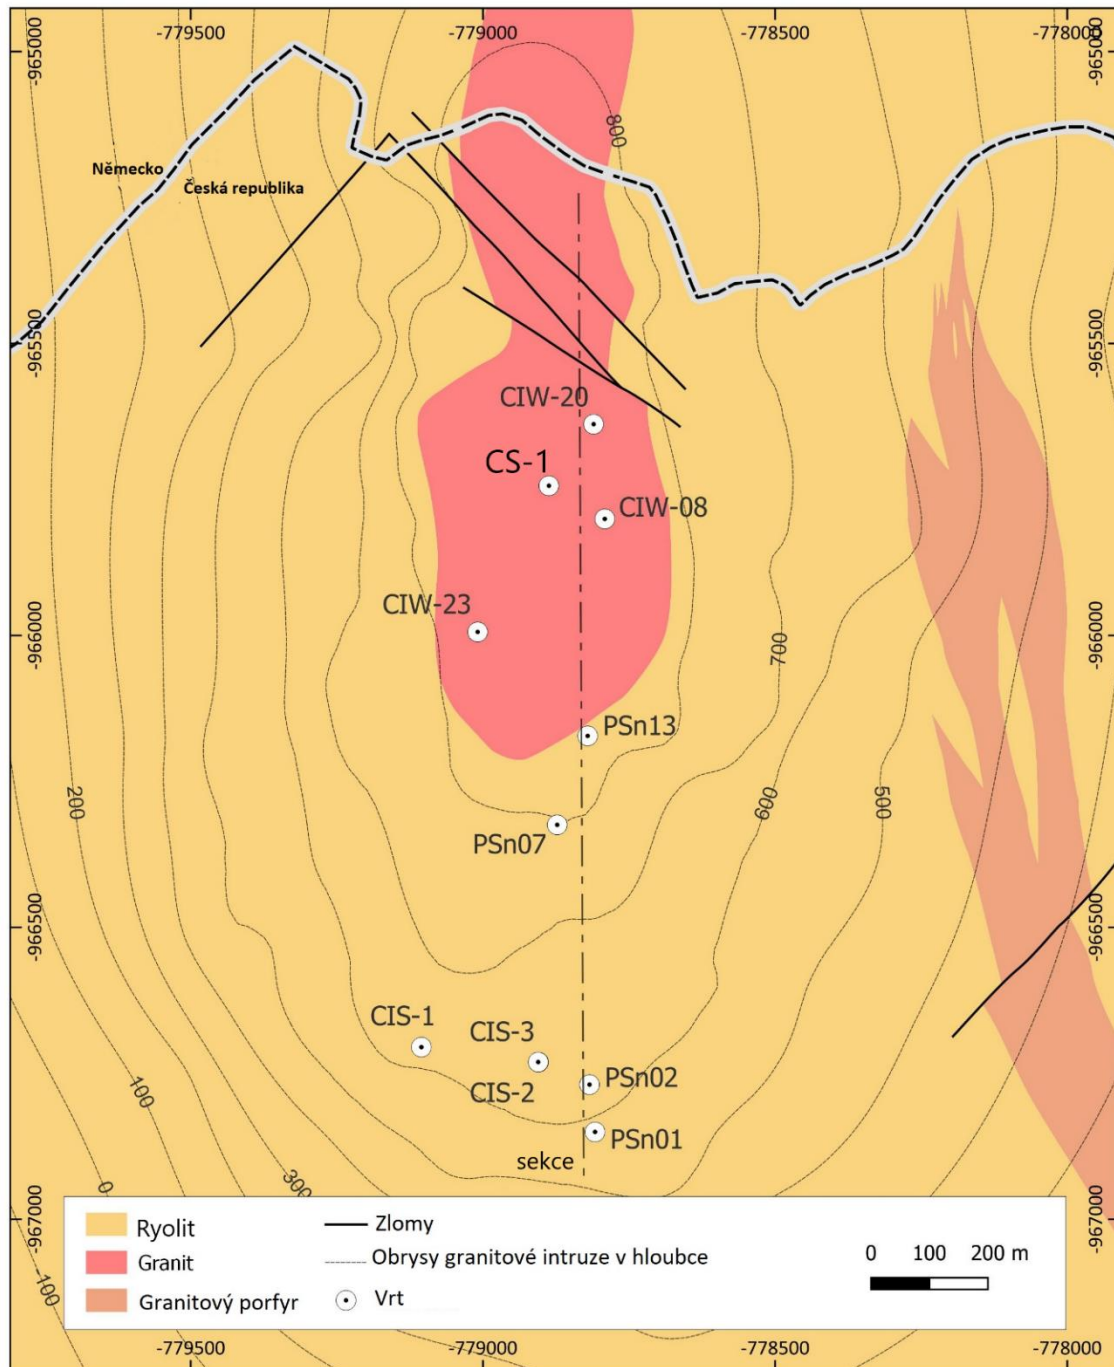 -779500
-779000
-778500
-778000
-965000
-965000
800
Německo
Česká republika
-965500
-965500
CIW-20
CS-1
CIW-08
CIW-23
-966000
-966000
700
PSn13
200
600
500
PSn07
-966500
-966500
CIS-1
CIS-3
CIS-2
PSn02
PSn01
100
sekce
0
300
-967000
-967000
-100
Ryolit
Granit
Granitový porfyr
Zlomy
Obrysy granitové intruze v hloubce
Vrt
0 100 200 m
-779500
-779000
-778500
-778000